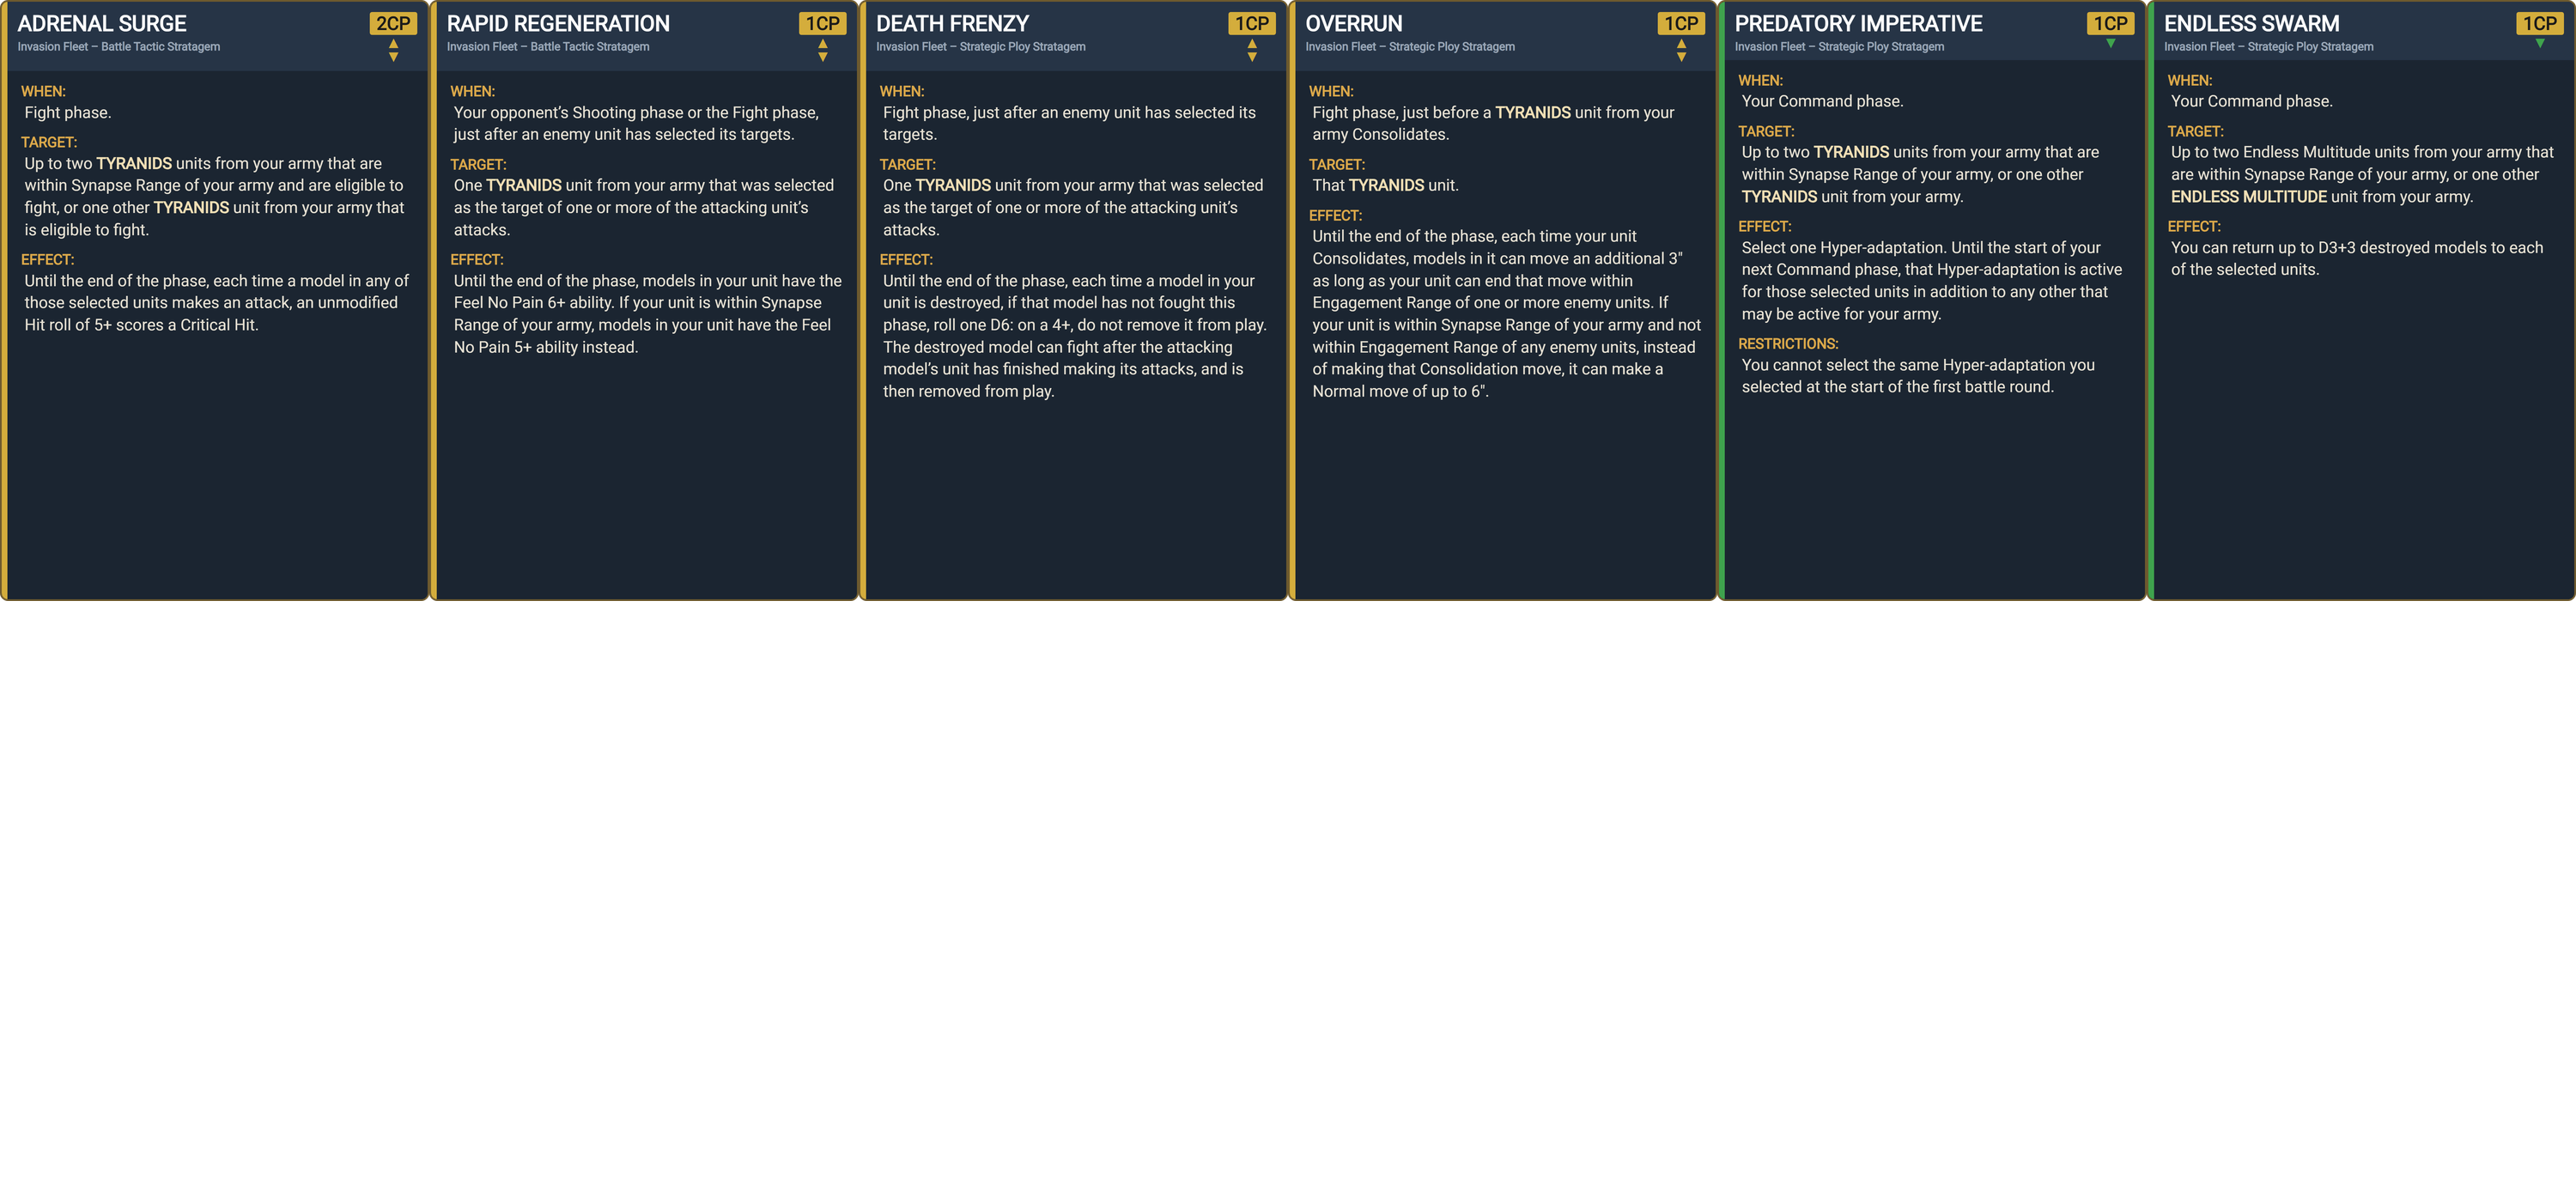 ADRENAL SURGE
2CP
Invasion Fleet – Battle Tactic Stratagem
WHEN:
Fight phase.
TARGET:
Up to two TYRANIDS units from your army that are
within Synapse Range of your army and are eligible to
fight, or one other TYRANIDS unit from your army that
is eligible to fight.
EFFECT:
Until the end of the phase, each time a model in any of
those selected units makes an attack, an unmodified
Hit roll of 5+ scores a Critical Hit.
RAPID REGENERATION
1CP
Invasion Fleet – Battle Tactic Stratagem
WHEN:
Your opponent’s Shooting phase or the Fight phase,
just after an enemy unit has selected its targets.
TARGET:
One TYRANIDS unit from your army that was selected
as the target of one or more of the attacking unit’s
attacks.
EFFECT:
Until the end of the phase, models in your unit have the
Feel No Pain 6+ ability. If your unit is within Synapse
Range of your army, models in your unit have the Feel
No Pain 5+ ability instead.
DEATH FRENZY
1CP
Invasion Fleet – Strategic Ploy Stratagem
WHEN:
Fight phase, just after an enemy unit has selected its
targets.
TARGET:
One TYRANIDS unit from your army that was selected
as the target of one or more of the attacking unit’s
attacks.
EFFECT:
Until the end of the phase, each time a model in your
unit is destroyed, if that model has not fought this
phase, roll one D6: on a 4+, do not remove it from play.
The destroyed model can fight after the attacking
model’s unit has finished making its attacks, and is
then removed from play.
OVERRUN
1CP
Invasion Fleet – Strategic Ploy Stratagem
WHEN:
Fight phase, just before a TYRANIDS unit from your
army Consolidates.
TARGET:
That TYRANIDS unit.
EFFECT:
Until the end of the phase, each time your unit
Consolidates, models in it can move an additional 3"
as long as your unit can end that move within
Engagement Range of one or more enemy units. If
your unit is within Synapse Range of your army and not
within Engagement Range of any enemy units, instead
of making that Consolidation move, it can make a
Normal move of up to 6".
PREDATORY IMPERATIVE
1CP
Invasion Fleet – Strategic Ploy Stratagem
WHEN:
Your Command phase.
TARGET:
Up to two TYRANIDS units from your army that are
within Synapse Range of your army, or one other
TYRANIDS unit from your army.
EFFECT:
Select one Hyper-adaptation. Until the start of your
next Command phase, that Hyper-adaptation is active
for those selected units in addition to any other that
may be active for your army.
RESTRICTIONS:
You cannot select the same Hyper-adaptation you
selected at the start of the first battle round.
ENDLESS SWARM
1CP
Invasion Fleet – Strategic Ploy Stratagem
WHEN:
Your Command phase.
TARGET:
Up to two Endless Multitude units from your army that
are within Synapse Range of your army, or one other
ENDLESS MULTITUDE unit from your army.
EFFECT:
You can return up to D3+3 destroyed models to each
of the selected units.